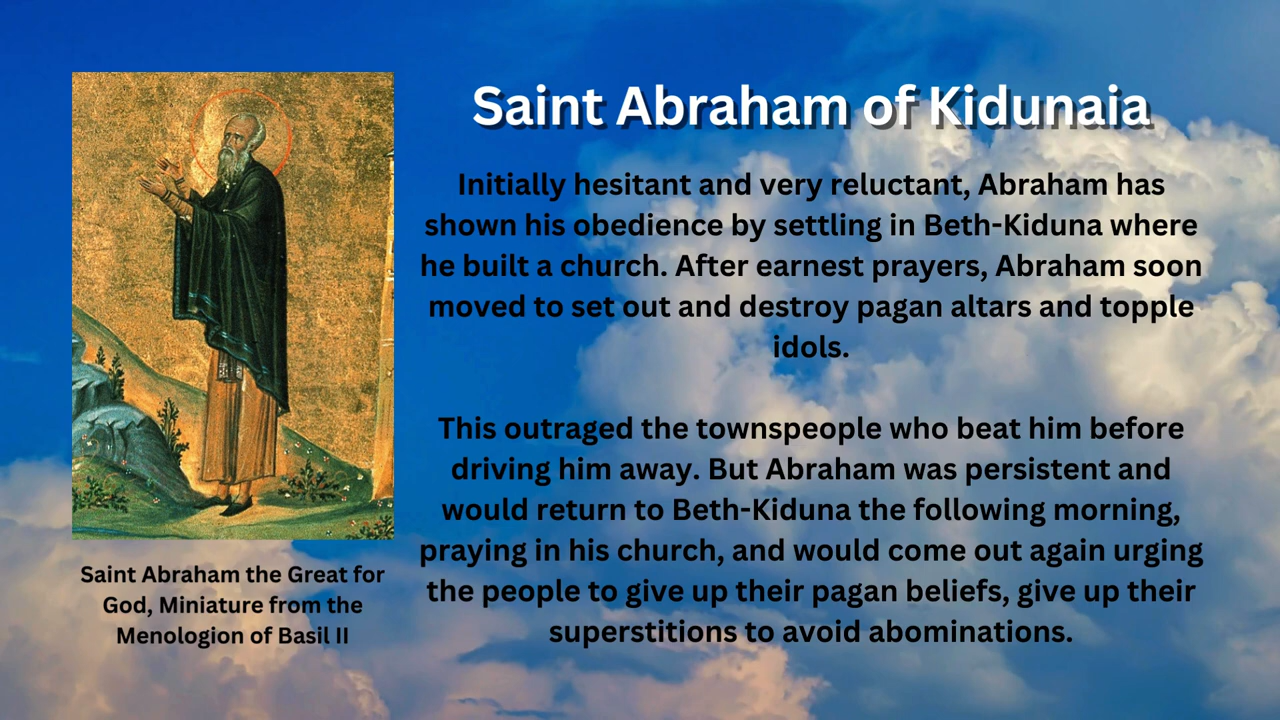 Saint Abraham of Kidunaia
Initially hesitant and very reluctant, Abraham has
shown his obedience by settling in Beth-Kiduna where
he built a church. After earnest prayers, Abraham soon
moved to set out and destroy pagan altars and topple
idols.
This outraged the townspeople who beat him before
driving him away. But Abraham was persistent and
would return to Beth-Kiduna the following morning,
praying in his church, and would come out again urging
the people to give up their pagan beliefs, give up their
superstitions to avoid abominations.
Saint Abraham the Great for
God, Miniature from the
Menologion of Basil II